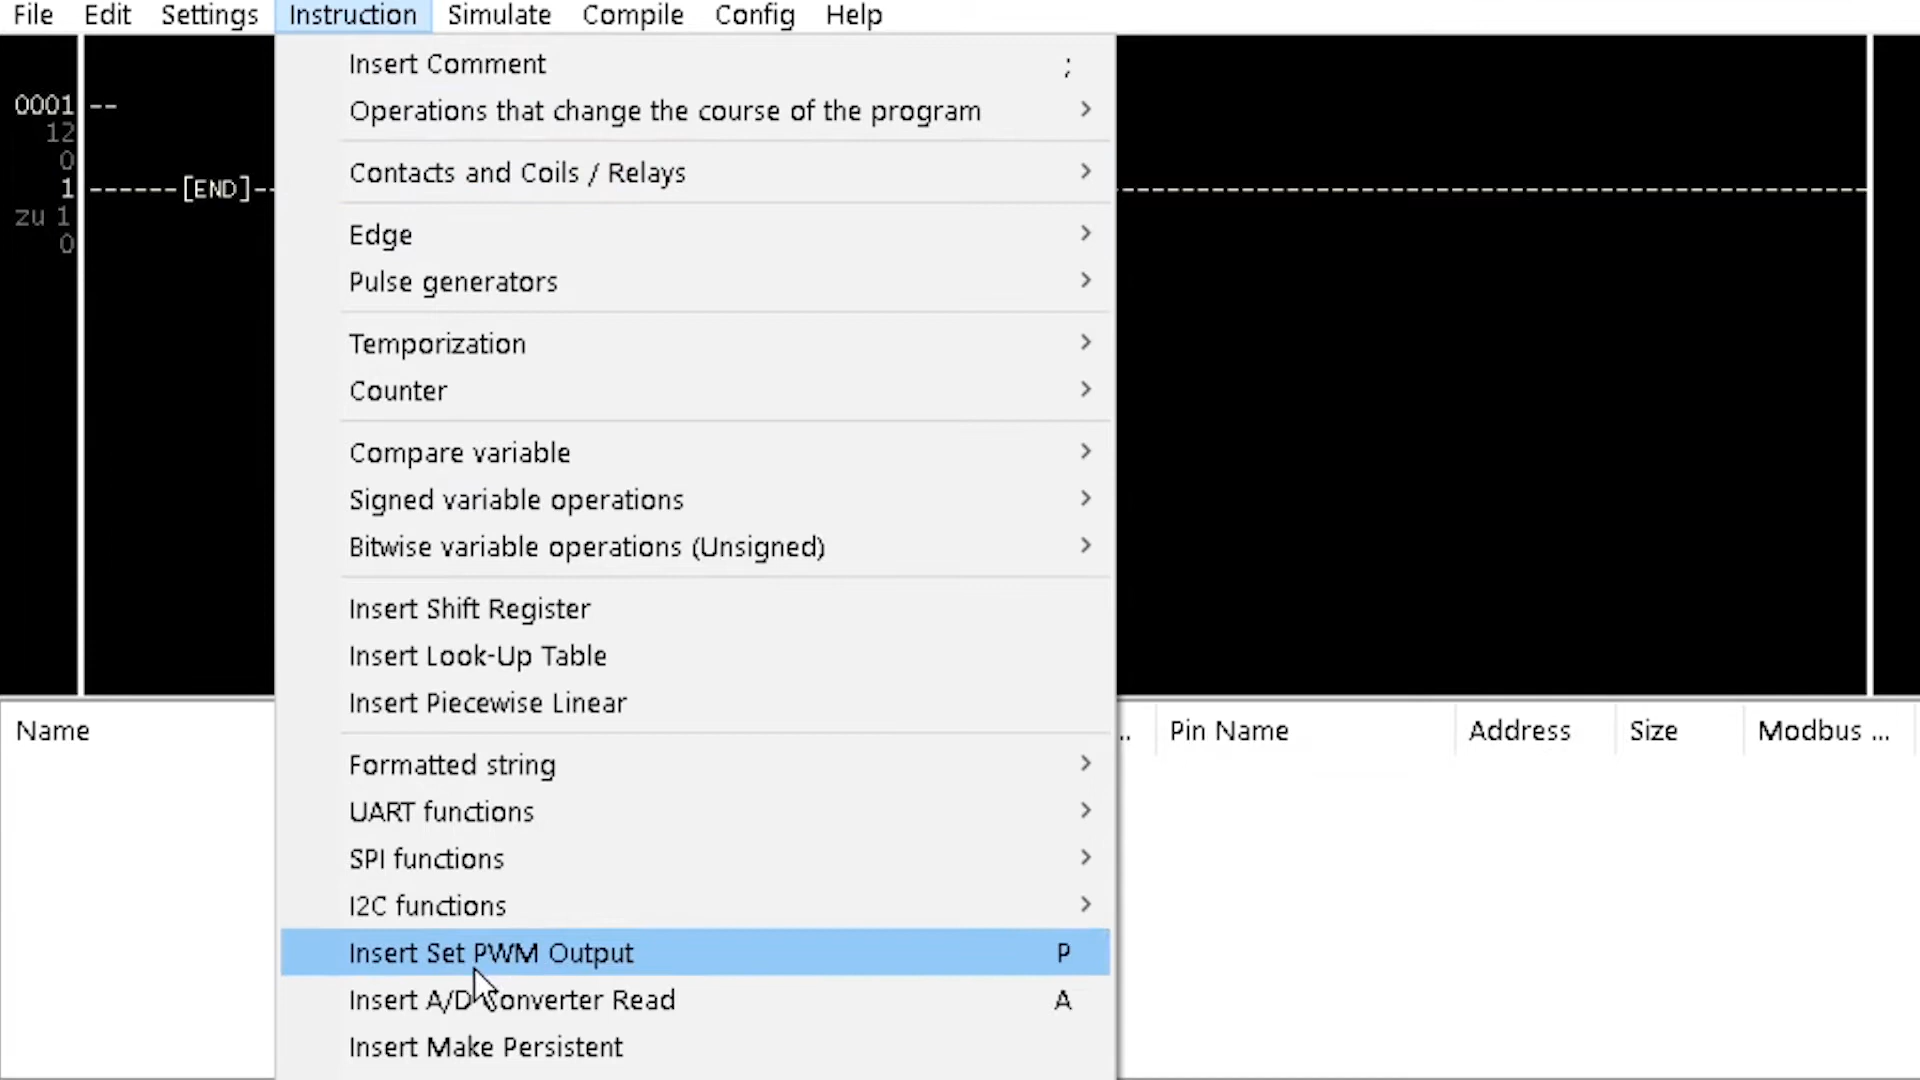 File Edit Settings Instruction Simulate Compile Config Help
Insert Comment ;
Operations that change the course of the program >
Contacts and Coils / Relays >
Edge >
Pulse generators >
Temporization >
Counter >
Compare variable >
Signed variable operations >
Bitwise variable operations (Unsigned) >
Insert Shift Register
Insert Look-Up Table
Insert Piecewise Linear
Formatted string >
UART functions >
SPI functions >
I2C functions >
Insert Set PWM Output P
Insert A/D Converter Read A
Insert Make Persistent
0001 --
12
0
1 ------[END]--
zu 1
0
Name .. Pin Name Address Size Modbus ...